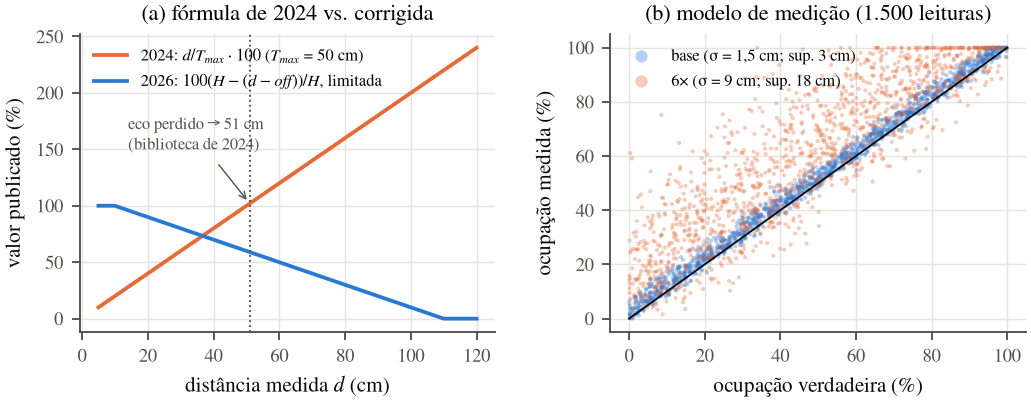 (a) fórmula de 2024 vs. corrigida
250
200
150
100
50
0
valor publicado (%)
2024: d/T_max · 100 (T_max = 50 cm)
2026: 100(H − (d − off))/H, limitada
eco perdido → 51 cm
(biblioteca de 2024)
0 20 40 60 80 100 120
distância medida d (cm)
(b) modelo de medição (1.500 leituras)
100
80
60
40
20
0
ocupação medida (%)
base (σ = 1,5 cm; sup. 3 cm)
6× (σ = 9 cm; sup. 18 cm)
0 20 40 60 80 100
ocupação verdadeira (%)